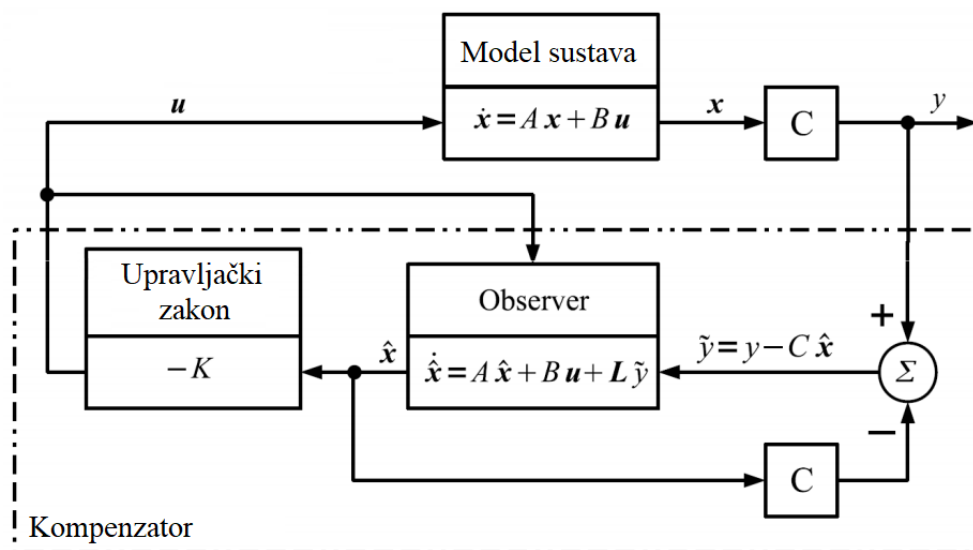 Model sustava
u
ẋ = A x + B u
x
C
y
Upravljački
zakon
Observer
+
−K
x̂
x̂̇ = A x̂ + B u + L ỹ
ỹ = y − C x̂
Σ
−
C
Kompenzator